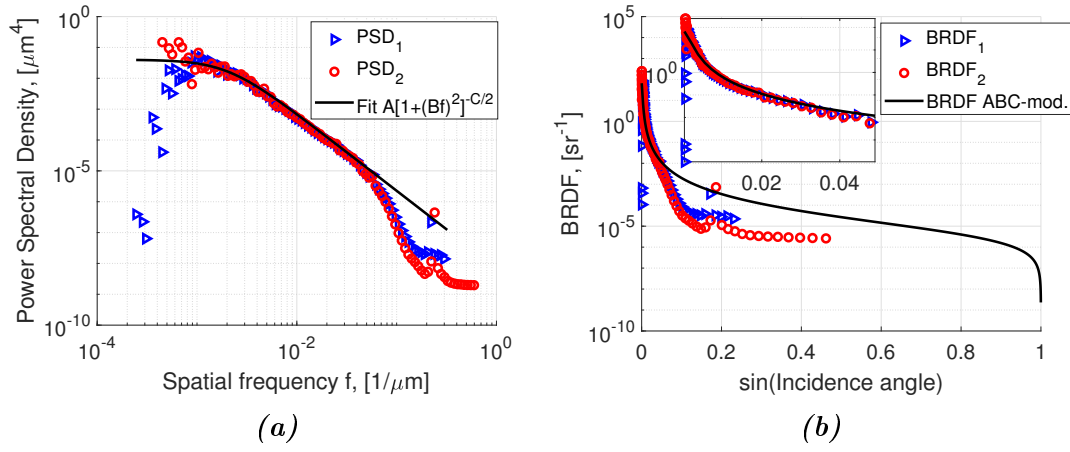 10^0
10^-5
10^-10
10^-4
10^-2
10^0
Power Spectral Density, [μm^4]
Spatial frequency f, [1/μm]
PSD_1
PSD_2
Fit A[1+(Bf)^2]^-C/2
(a)
10^5
10^0
10^-5
10^-10
0
0.2
0.4
0.6
0.8
1
BRDF, [sr^-1]
sin(Incidence angle)
10^0
0.02
0.04
BRDF_1
BRDF_2
BRDF ABC-mod.
(b)